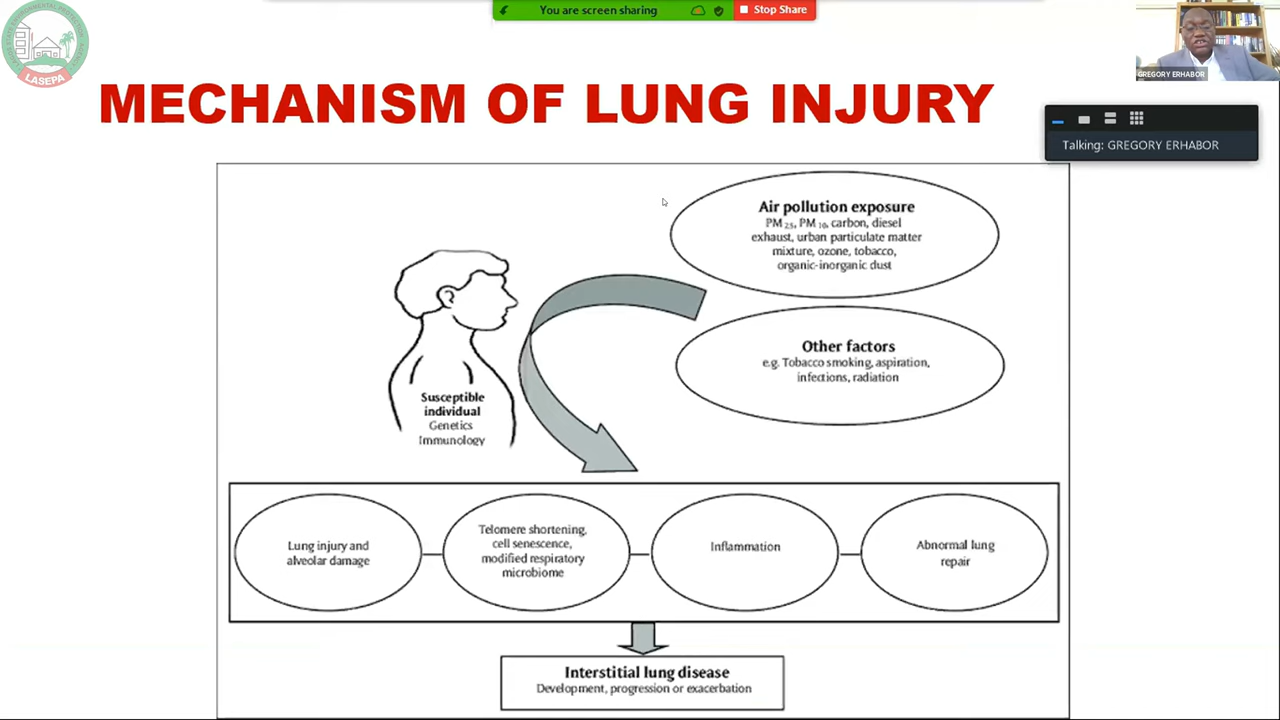 You are screen sharing
Stop Share
LASEPA
GREGORY ERHABOR
Talking: GREGORY ERHABOR
MECHANISM OF LUNG INJURY
Air pollution exposure
PM 2.5, PM 10, carbon, diesel
exhaust, urban particulate matter
mixture, ozone, tobacco,
organic-inorganic dust
Other factors
e.g. Tobacco smoking, aspiration,
infections, radiation
Susceptible
individual
Genetics
Immunology
Lung injury and
alveolar damage
Telomere shortening,
cell senescence,
modified respiratory
microbiome
Inflammation
Abnormal lung
repair
Interstitial lung disease
Development, progression or exacerbation